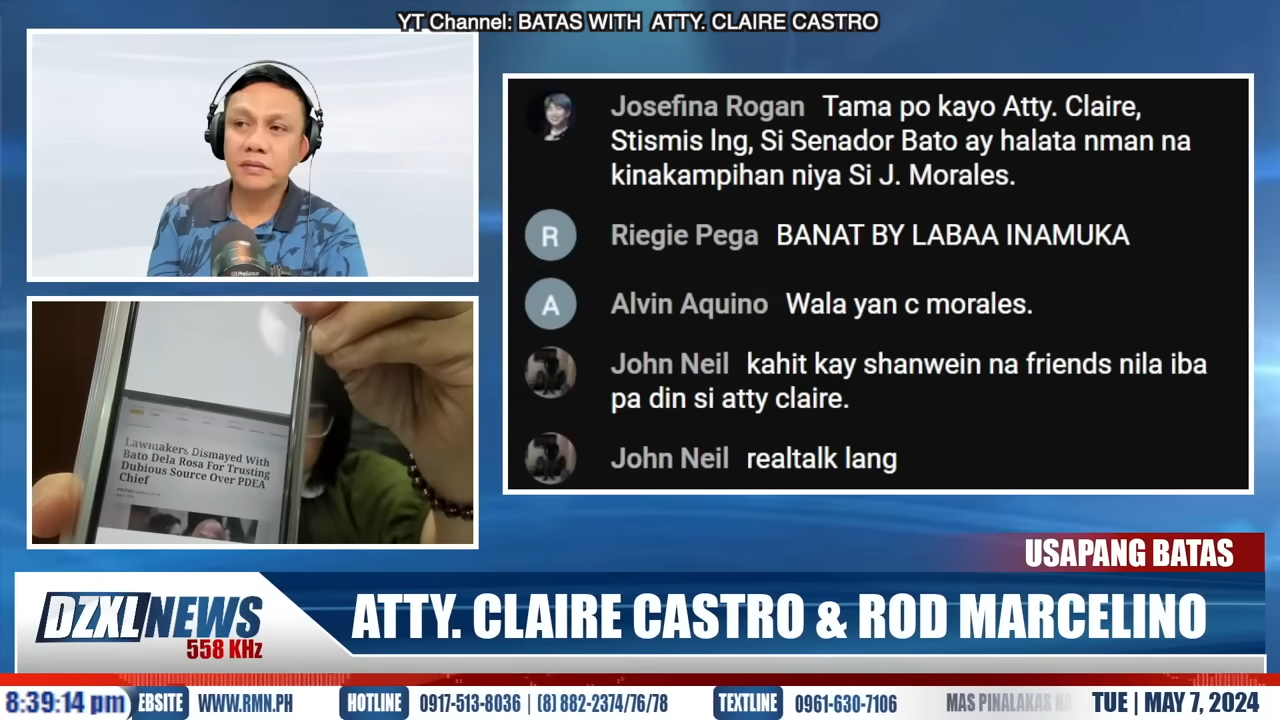 YT Channel: BATAS WITH ATTY. CLAIRE CASTRO
Josefina Rogan Tama po kayo Atty. Claire,
Stismis lng, Si Senador Bato ay halata nman na
kinakampihan niya Si J. Morales.
R Riegie Pega BANAT BY LABAA INAMUKA
A Alvin Aquino Wala yan c morales.
John Neil kahit kay shanwein na friends nila iba
pa din si atty claire.
John Neil realtalk lang
Lawmakers Dismayed With
Bato Dela Rosa For Trusting
Dubious Source Over PDEA
Chief
USAPANG BATAS
DZXL NEWS
558 KHz
ATTY. CLAIRE CASTRO & ROD MARCELINO
8:39:14 pm EBSITE WWW.RMN.PH HOTLINE 0917-513-8036 | (8) 882-2374/76/78 TEXTLINE 0961-630-7106 MAS PINALAKAS NA TUE | MAY 7, 2024